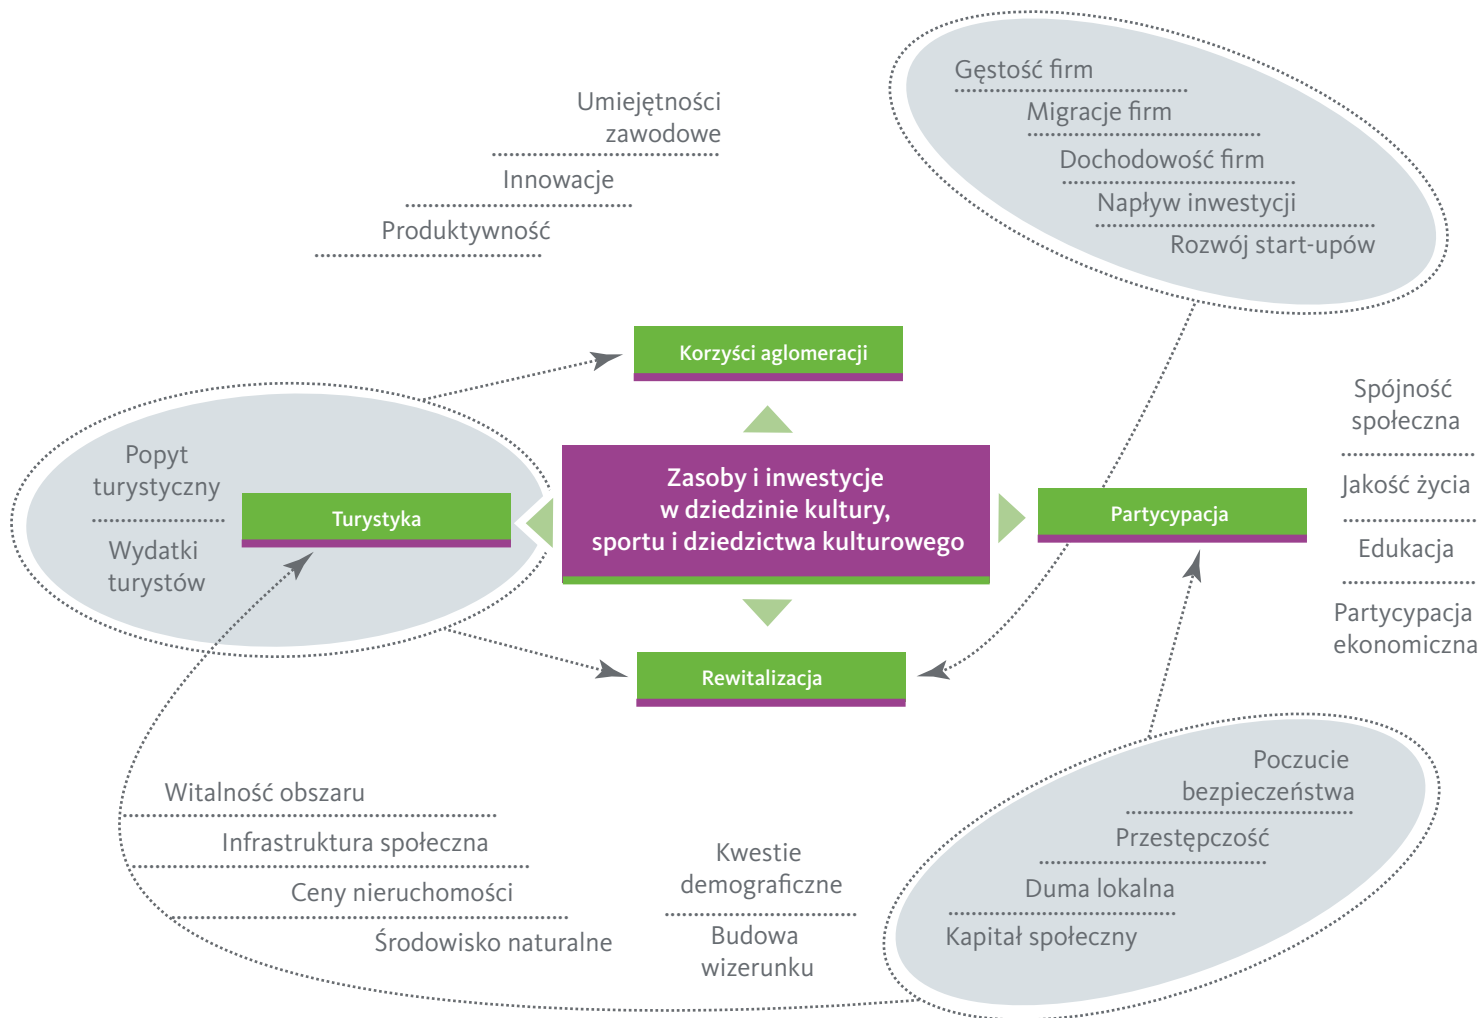 Umiejętności
zawodowe
Innowacje
Produktywność
Gęstość firm
Migracje firm
Dochodowość firm
Napływ inwestycji
Rozwój start-upów
Korzyści aglomeracji
Popyt
turystyczny
Wydatki
turystów
Turystyka
Zasoby i inwestycje
w dziedzinie kultury,
sportu i dziedzictwa kulturowego
Partycypacja
Spójność
społeczna
Jakość życia
Edukacja
Partycypacja
ekonomiczna
Rewitalizacja
Witalność obszaru
Infrastruktura społeczna
Ceny nieruchomości
Środowisko naturalne
Kwestie
demograficzne
Budowa
wizerunku
Poczucie
bezpieczeństwa
Przestępczość
Duma lokalna
Kapitał społeczny